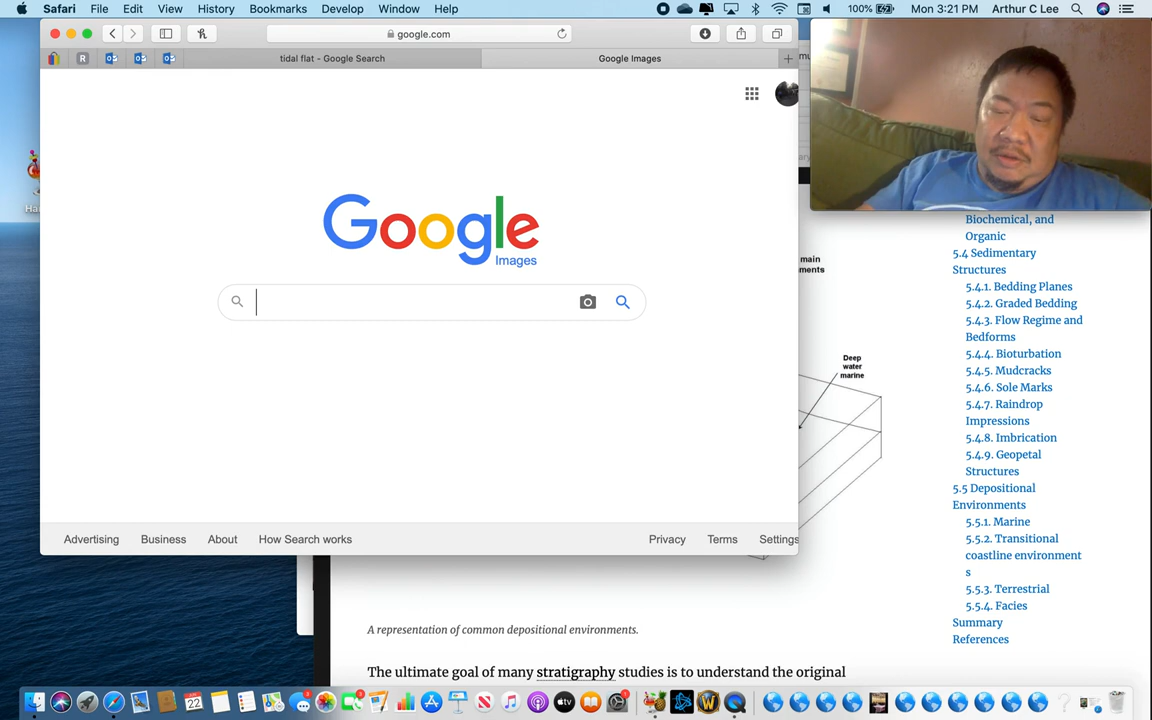 Safari File Edit View History Bookmarks Develop Window Help
100% Mon 3:21 PM Arthur C Lee
google.com
tidal flat - Google Search
Google Images
Google
Images
Advertising Business About How Search works
Privacy Terms Settings
main
Deep
water
marine
A representation of common depositional environments.
The ultimate goal of many stratigraphy studies is to understand the original
Biochemical, and
Organic
5.4 Sedimentary
Structures
5.4.1. Bedding Planes
5.4.2. Graded Bedding
5.4.3. Flow Regime and
Bedforms
5.4.4. Bioturbation
5.4.5. Mudcracks
5.4.6. Sole Marks
5.4.7. Raindrop
Impressions
5.4.8. Imbrication
5.4.9. Geopetal
Structures
5.5 Depositional
Environments
5.5.1. Marine
5.5.2. Transitional
coastline environment
s
5.5.3. Terrestrial
5.5.4. Facies
Summary
References